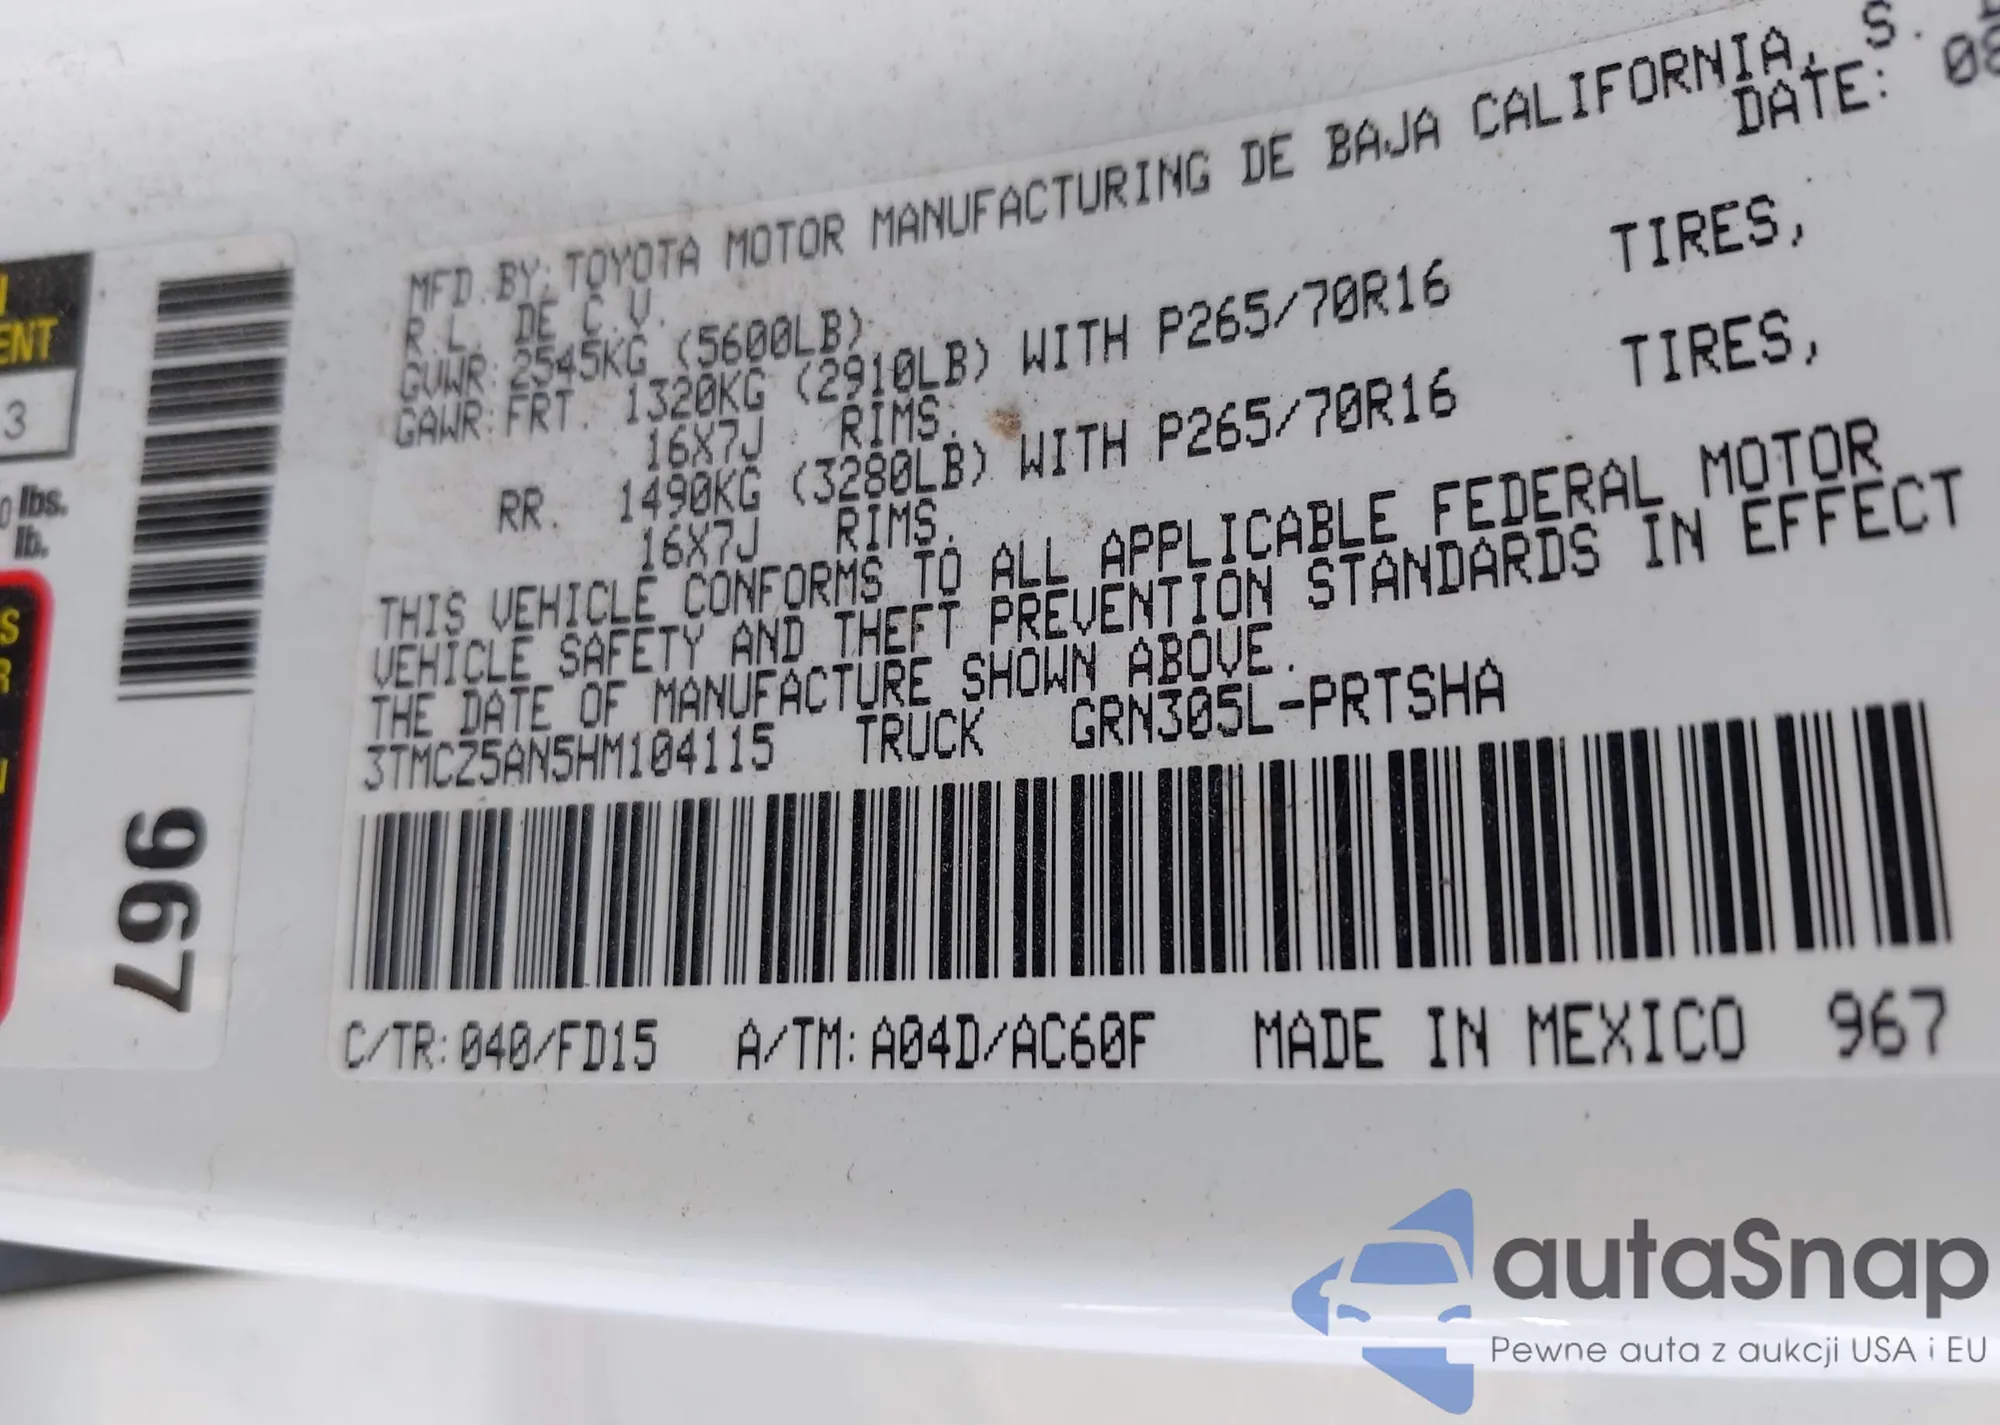 MFD. BY: TOYOTA MOTOR MANUFACTURING DE BAJA CALIFORNIA, S.
R.L. DE C.V.
DATE: 08
GVWR: 2545KG (5600LB)
GAWR: FRT. 1320KG (2910LB) WITH P265/70R16 TIRES,
16X7J RIMS.
RR. 1490KG (3280LB) WITH P265/70R16 TIRES,
16X7J RIMS.
THIS VEHICLE CONFORMS TO ALL APPLICABLE FEDERAL MOTOR
VEHICLE SAFETY AND THEFT PREVENTION STANDARDS IN EFFECT
THE DATE OF MANUFACTURE SHOWN ABOVE.
3TMCZ5AN5HM104115 TRUCK GRN305L-PRTSHA
C/TR: 040/FD15 A/TM: A04D/AC60F MADE IN MEXICO 967
967
ENT
3
lbs.
lb.
autaSnap
Pewne auta z aukcji USA i EU